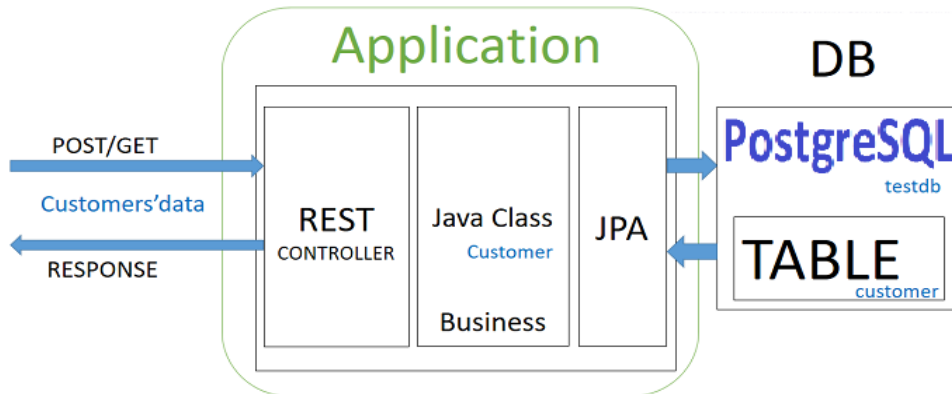 Application
DB
POST/GET
Customers'data
RESPONSE
REST
CONTROLLER
Java Class
Customer
Business
JPA
PostgreSQL
testdb
TABLE
customer